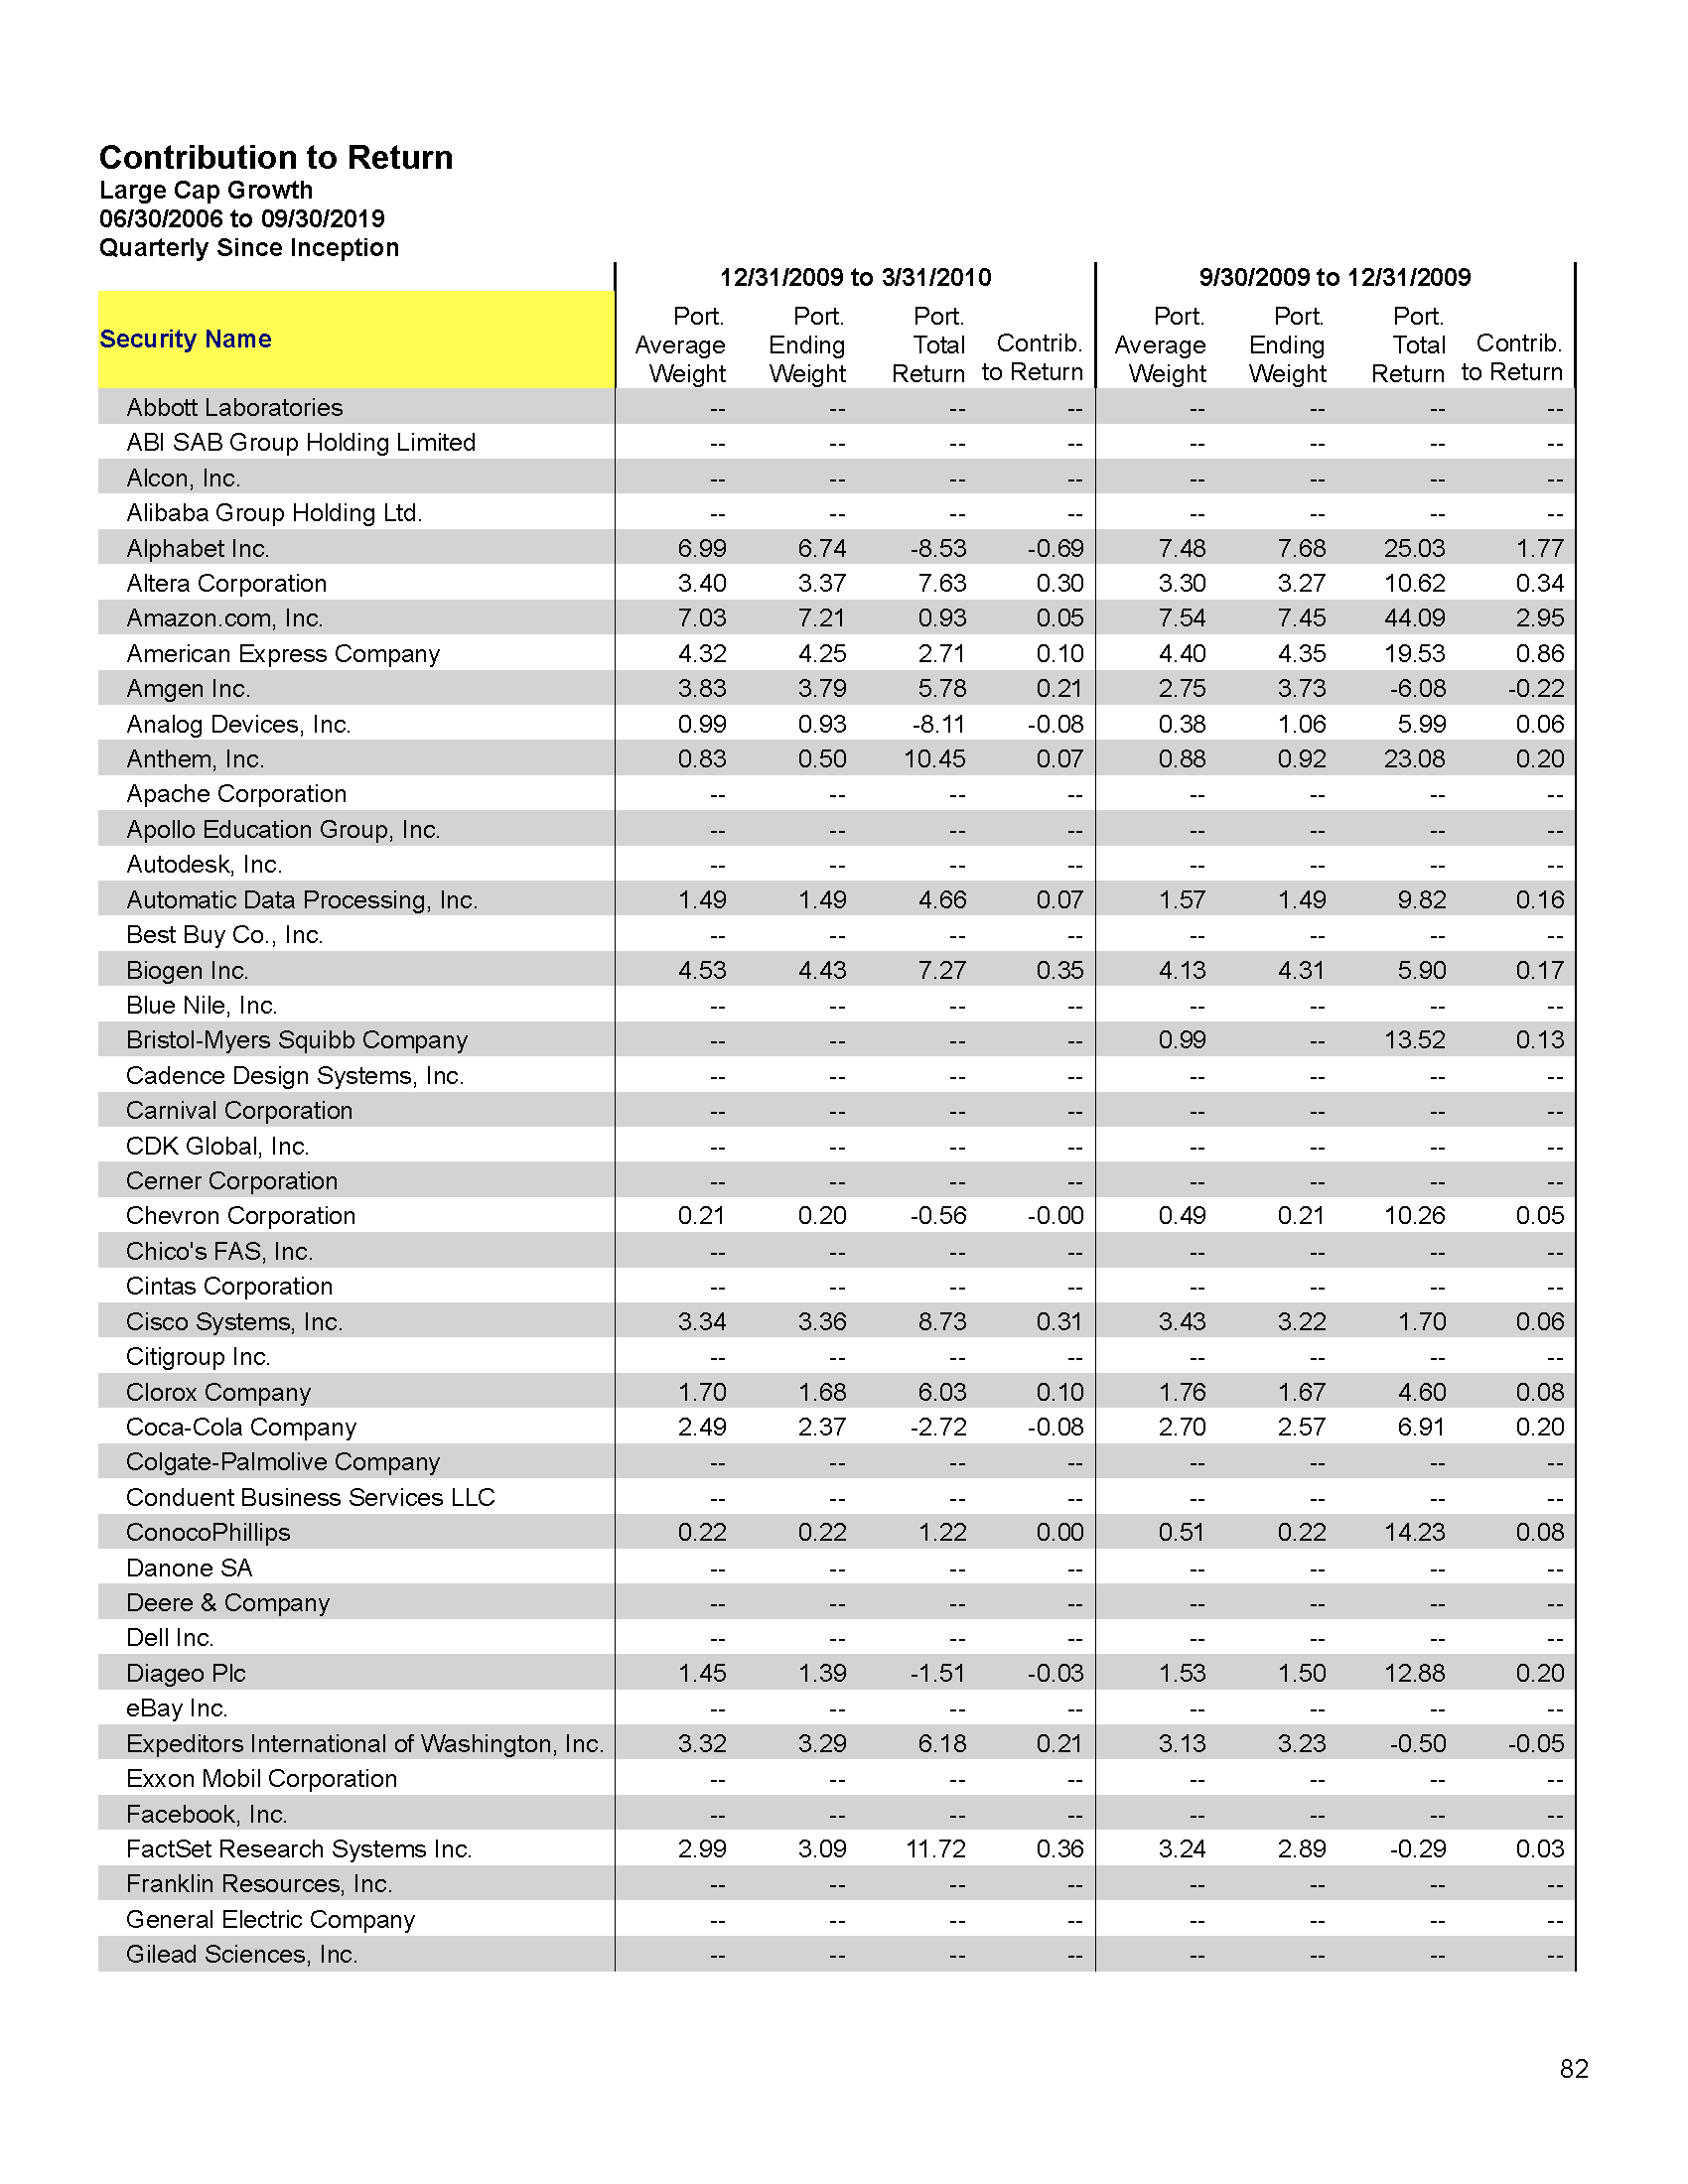 Contribution to Return
Large Cap Growth
06/30/2006 to 09/30/2019
Quarterly Since Inception
12/31/2009 to 3/31/2010 9/30/2009 to 12/31/2009
Security Name
Port. Port. Port. Port. Port. Port.
Average Ending Total Contrib. Average Ending Total Contrib.
Weight Weight Return to Return Weight Weight Return to Return
Abbott Laboratories -- -- -- -- -- -- -- --
ABI SAB Group Holding Limited -- -- -- -- -- -- -- --
Alcon, Inc. -- -- -- -- -- -- -- --
Alibaba Group Holding Ltd. -- -- -- -- -- -- -- --
Alphabet Inc. 6.99 6.74 -8.53 -0.69 7.48 7.68 25.03 1.77
Altera Corporation 3.40 3.37 7.63 0.30 3.30 3.27 10.62 0.34
Amazon.com, Inc. 7.03 7.21 0.93 0.05 7.54 7.45 44.09 2.95
American Express Company 4.32 4.25 2.71 0.10 4.40 4.35 19.53 0.86
Amgen Inc. 3.83 3.79 5.78 0.21 2.75 3.73 -6.08 -0.22
Analog Devices, Inc. 0.99 0.93 -8.11 -0.08 0.38 1.06 5.99 0.06
Anthem, Inc. 0.83 0.50 10.45 0.07 0.88 0.92 23.08 0.20
Apache Corporation -- -- -- -- -- -- -- --
Apollo Education Group, Inc. -- -- -- -- -- -- -- --
Autodesk, Inc. -- -- -- -- -- -- -- --
Automatic Data Processing, Inc. 1.49 1.49 4.66 0.07 1.57 1.49 9.82 0.16
Best Buy Co., Inc. -- -- -- -- -- -- -- --
Biogen Inc. 4.53 4.43 7.27 0.35 4.13 4.31 5.90 0.17
Blue Nile, Inc. -- -- -- -- -- -- -- --
Bristol-Myers Squibb Company -- -- -- -- 0.99 -- 13.52 0.13
Cadence Design Systems, Inc. -- -- -- -- -- -- -- --
Carnival Corporation -- -- -- -- -- -- -- --
CDK Global, Inc. -- -- -- -- -- -- -- --
Cerner Corporation -- -- -- -- -- -- -- --
Chevron Corporation 0.21 0.20 -0.56 -0.00 0.49 0.21 10.26 0.05
Chico's FAS, Inc. -- -- -- -- -- -- -- --
Cintas Corporation -- -- -- -- -- -- -- --
Cisco Systems, Inc. 3.34 3.36 8.73 0.31 3.43 3.22 1.70 0.06
Citigroup Inc. -- -- -- -- -- -- -- --
Clorox Company 1.70 1.68 6.03 0.10 1.76 1.67 4.60 0.08
Coca-Cola Company 2.49 2.37 -2.72 -0.08 2.70 2.57 6.91 0.20
Colgate-Palmolive Company -- -- -- -- -- -- -- --
Conduent Business Services LLC -- -- -- -- -- -- -- --
ConocoPhillips 0.22 0.22 1.22 0.00 0.51 0.22 14.23 0.08
Danone SA -- -- -- -- -- -- -- --
Deere & Company -- -- -- -- -- -- -- --
Dell Inc. -- -- -- -- -- -- -- --
Diageo Plc 1.45 1.39 -1.51 -0.03 1.53 1.50 12.88 0.20
eBay Inc. -- -- -- -- -- -- -- --
Expeditors International of Washington, Inc. 3.32 3.29 6.18 0.21 3.13 3.23 -0.50 -0.05
Exxon Mobil Corporation -- -- -- -- -- -- -- --
Facebook, Inc. -- -- -- -- -- -- -- --
FactSet Research Systems Inc. 2.99 3.09 11.72 0.36 3.24 2.89 -0.29 0.03
Franklin Resources, Inc. -- -- -- -- -- -- -- --
General Electric Company -- -- -- -- -- -- -- --
Gilead Sciences, Inc. -- -- -- -- -- -- -- --
82